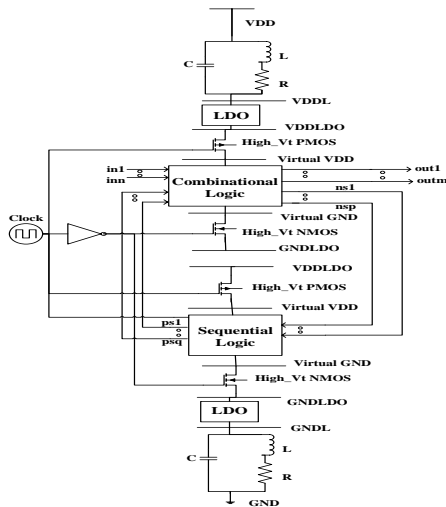 VDD
C
L
R
VDDL
LDO
VDDLDO
High_Vt PMOS
Virtual VDD
in1
inn
Combinational
Logic
out1
outm
ns1
nsp
Clock
Virtual GND
High_Vt NMOS
GNDLDO
VDDLDO
High_Vt PMOS
Virtual VDD
ps1
psq
Sequential
Logic
Virtual GND
High_Vt NMOS
GNDLDO
LDO
GNDL
C
L
R
GND